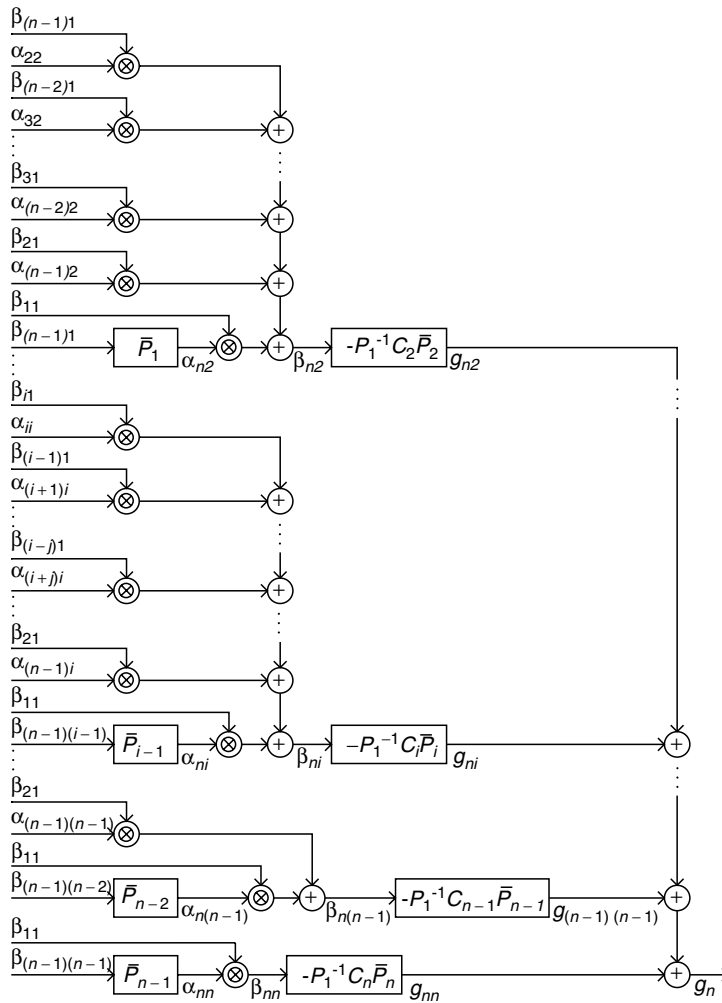 β(n−1)1
α22
β(n−2)1
α32
β31
α(n−2)2
β21
α(n−1)2
β11
β(n−1)1 P̅1 αn2 βn2 -P1⁻¹C2P̅2 gn2
βi1
αii
β(i−1)1
α(i+1)i
β(i−j)1
α(i+j)i
β21
α(n−1)i
β11
β(n−1)(i−1) P̅i−1 αni βni −P1⁻¹CiP̅i gni
β21
α(n−1)(n−1)
β11
β(n−1)(n−2) P̅n−2 αn(n−1) βn(n−1) -P1⁻¹Cn−1P̅n−1 g(n−1)(n−1)
β11
β(n−1)(n−1) P̅n−1 αnn βnn -P1⁻¹CnP̅n gnn gn